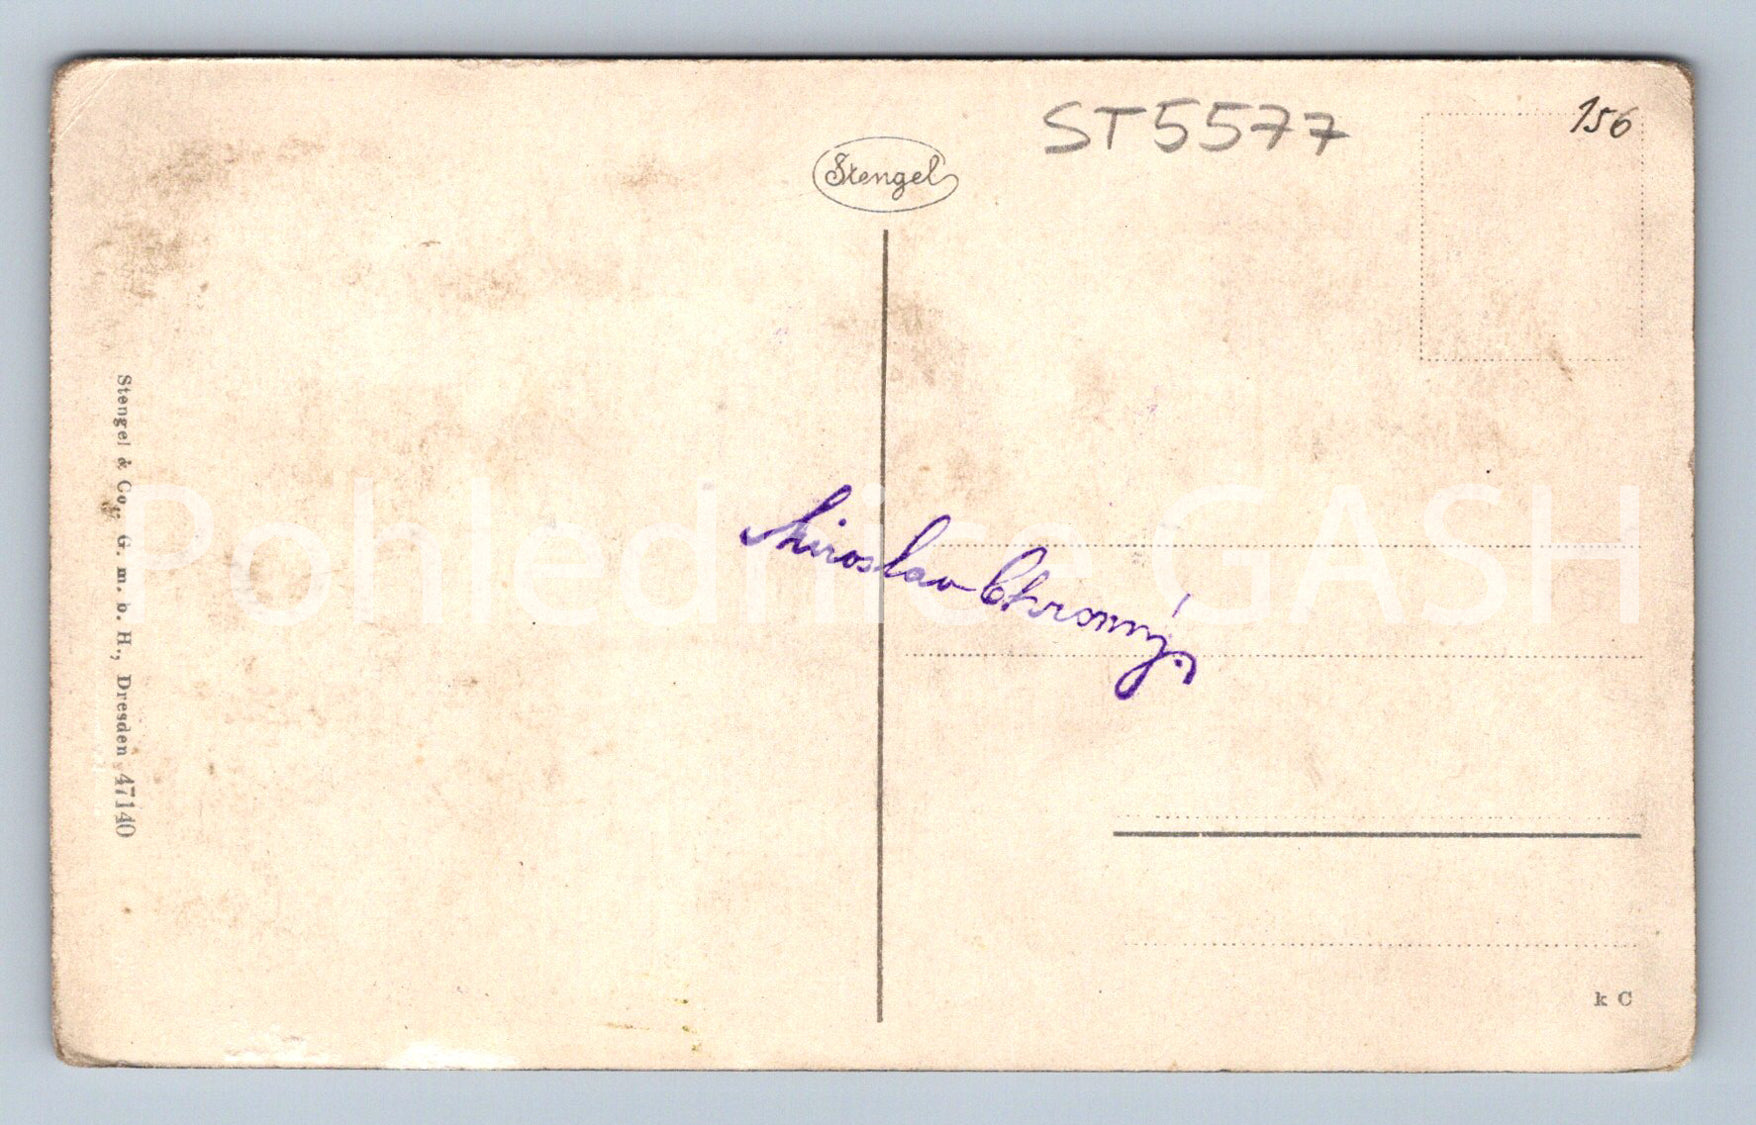 ST5577
156
Stengel
Stengel & Co., G. m. b. H., Dresden 47140
Pohlednice GASH
Miroslav Chromý.
k C